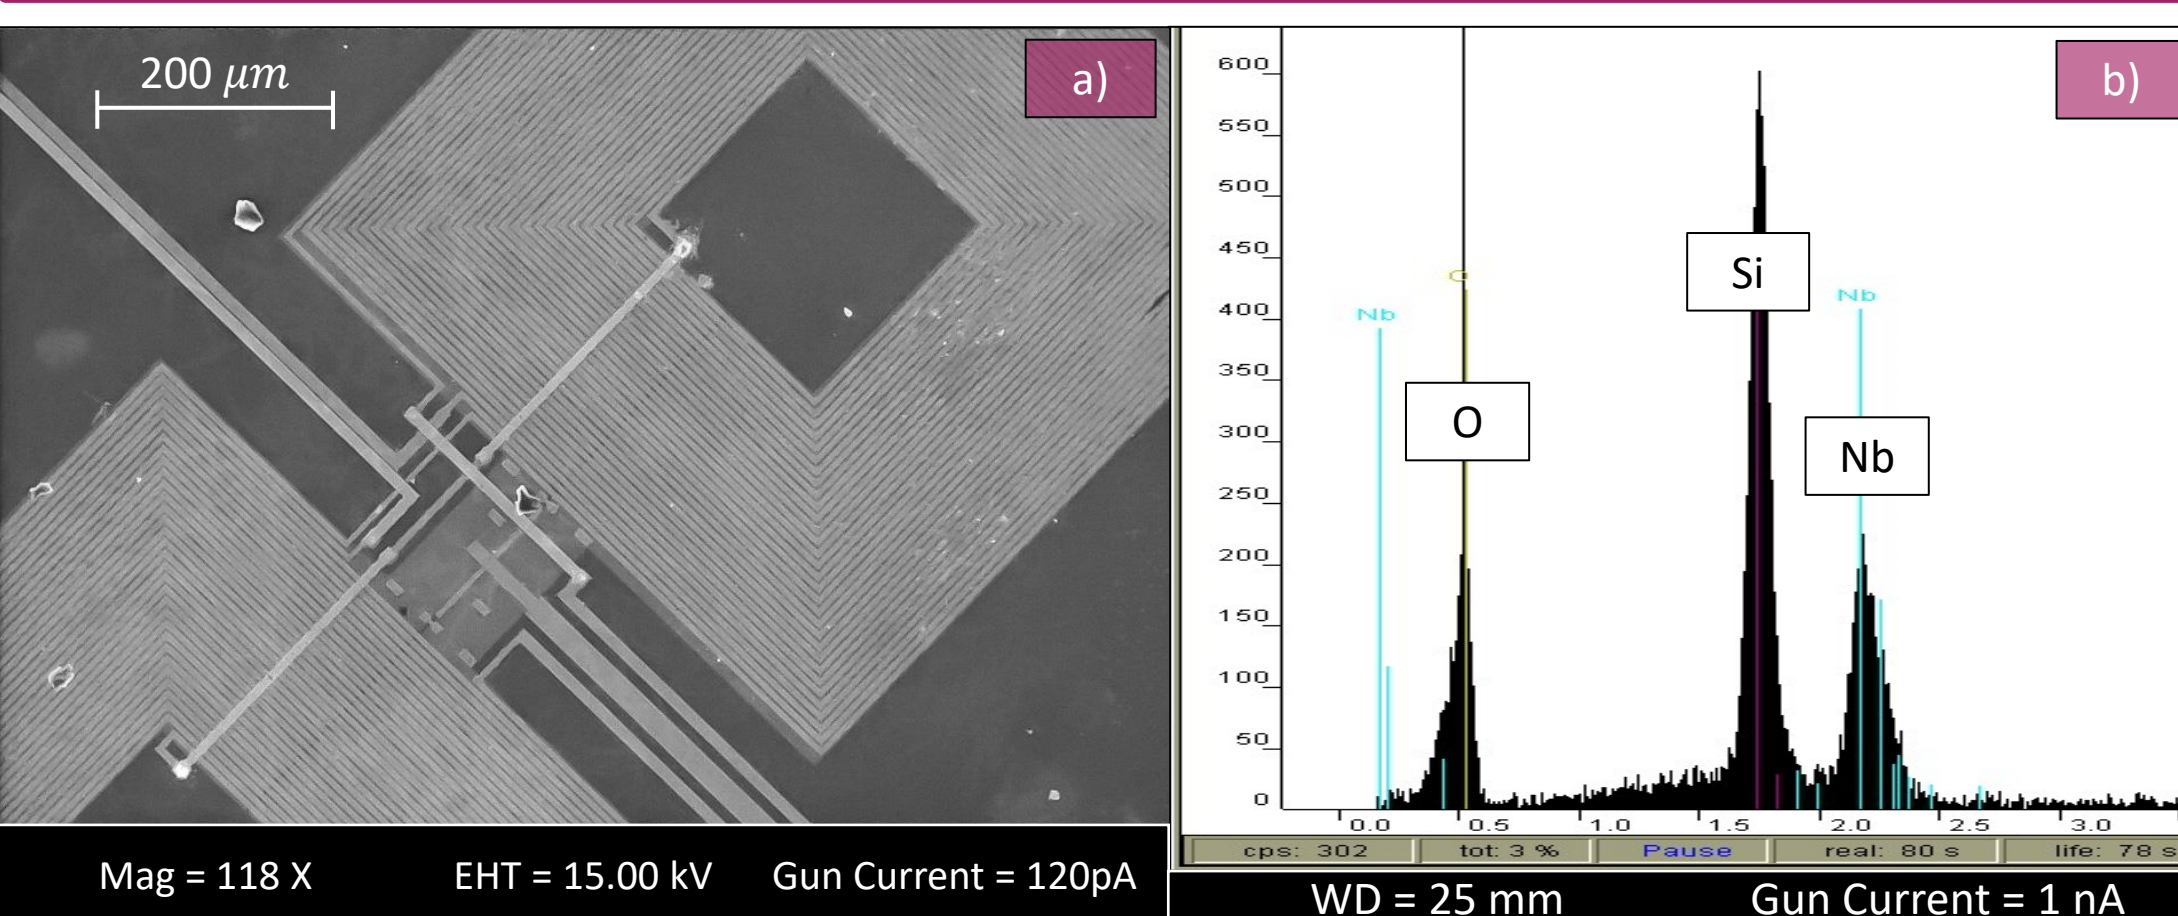 200 μm
a)
Mag = 118 X
EHT = 15.00 kV
Gun Current = 120pA
b)
600
550
500
450
400
350
300
250
200
150
100
50
0
Nb
O
Si
Nb
Nb
0.0
0.5
1.0
1.5
2.0
2.5
3.0
cps: 302
tot: 3 %
Pause
real: 80 s
life: 78 s
WD = 25 mm
Gun Current = 1 nA